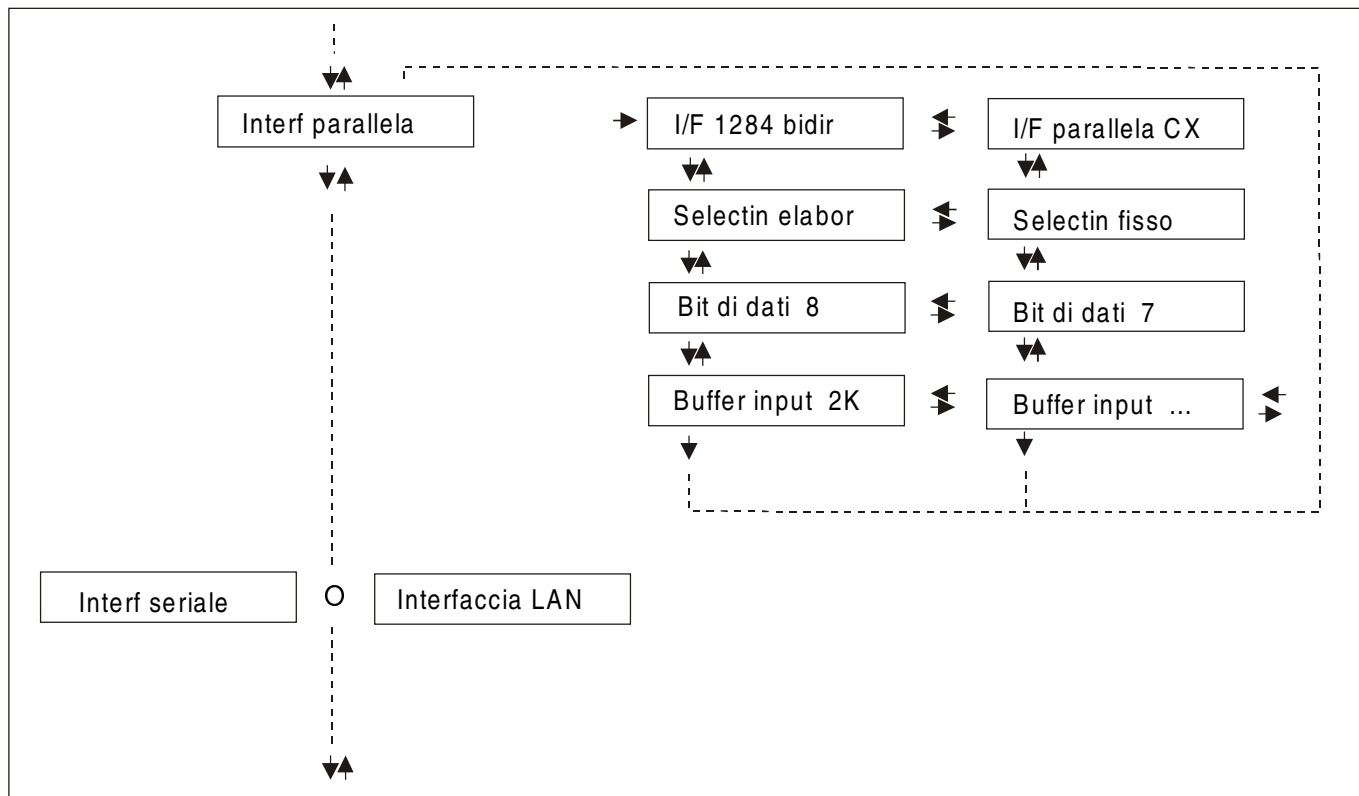 Interf parallela
I/F 1284 bidir
I/F parallela CX
Selectin elabor
Selectin fisso
Bit di dati 8
Bit di dati 7
Buffer input 2K
Buffer input ...
Interf seriale
O
Interfaccia LAN